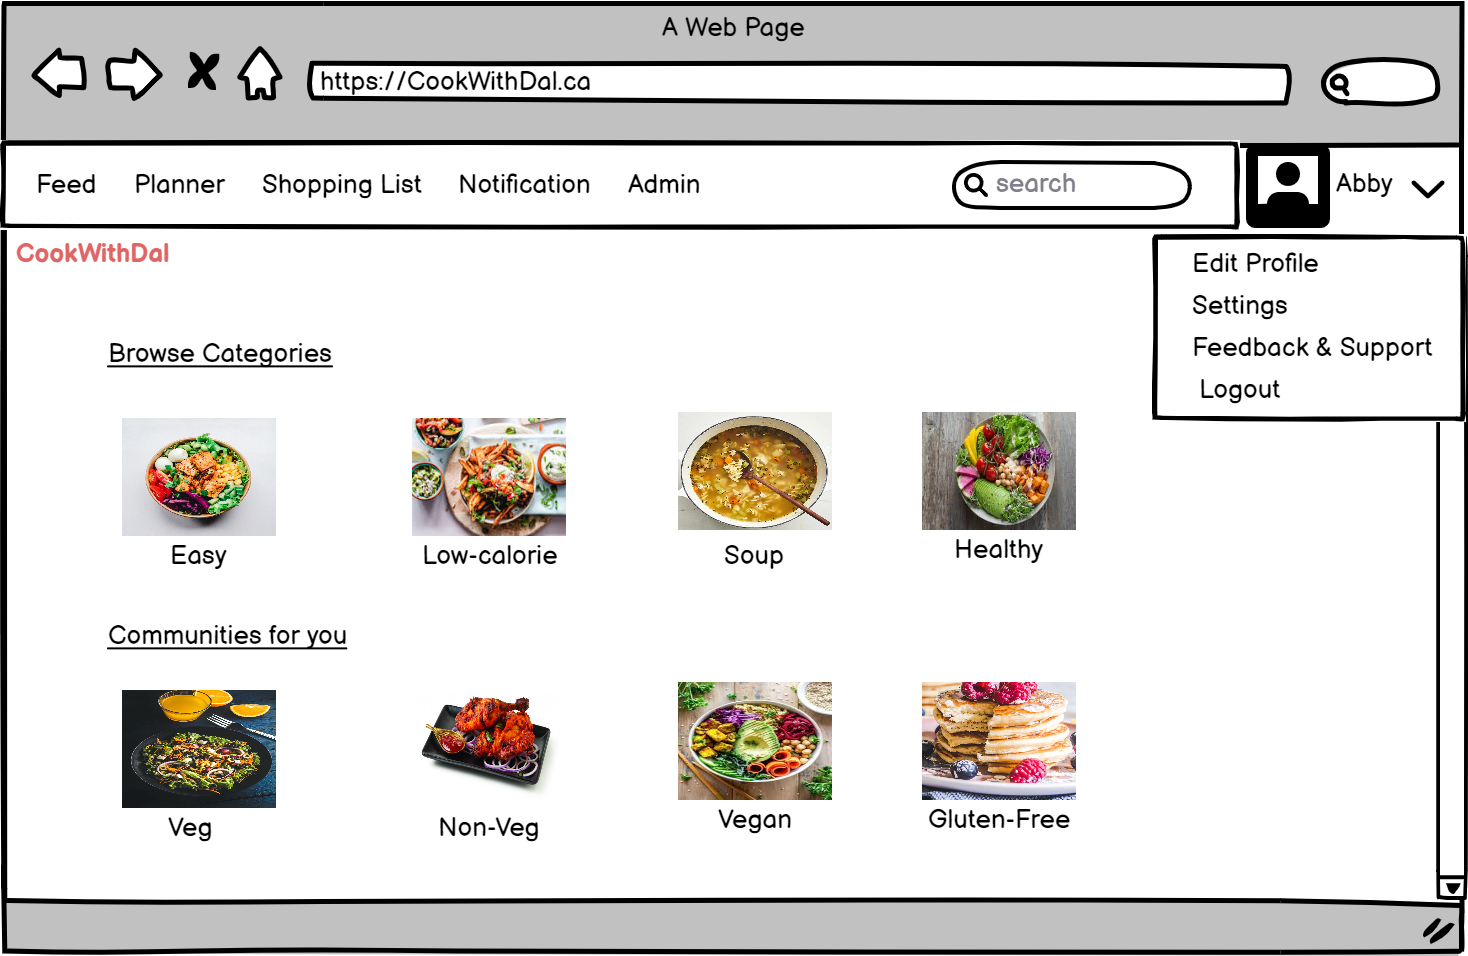 A Web Page
https://CookWithDal.ca
Feed Planner Shopping List Notification Admin search Abby
CookWithDal
Edit Profile
Settings
Feedback & Support
Logout
Browse Categories
Easy Low-calorie Soup Healthy
Communities for you
Veg Non-Veg Vegan Gluten-Free